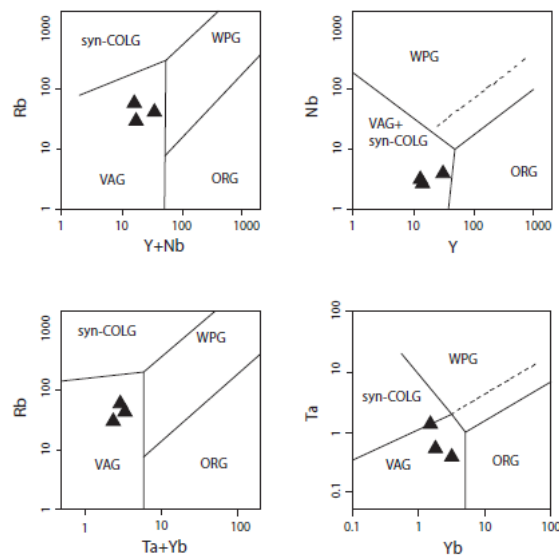 syn-COLG
WPG
VAG
ORG
Rb
1 10 100 1000
1 10 100 1000
Y+Nb
WPG
VAG+
syn-COLG
ORG
Nb
1 10 100 1000
1 10 100 1000
Y
syn-COLG
WPG
VAG
ORG
Rb
1 10 100 1000
1 10 100
Ta+Yb
WPG
syn-COLG
VAG
ORG
Ta
0.1 1 10 100
0.1 1 10 100
Yb